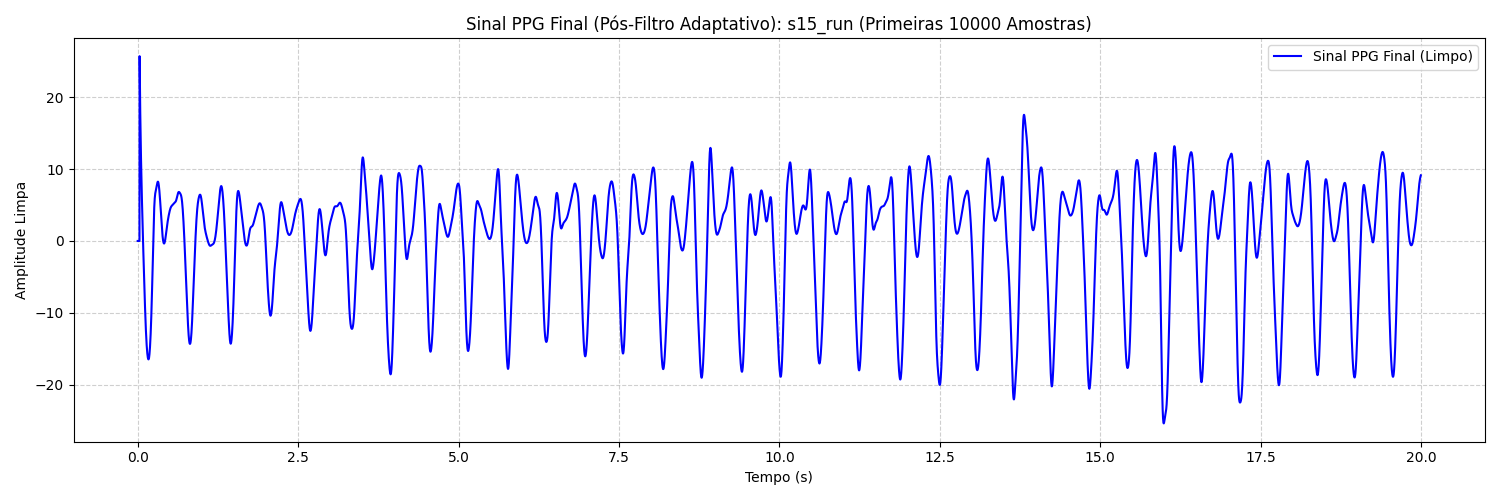 Sinal PPG Final (Pós-Filtro Adaptativo): s15_run (Primeiras 10000 Amostras)
Sinal PPG Final (Limpo)
Amplitude Limpa
20
10
0
−10
−20
0.0 2.5 5.0 7.5 10.0 12.5 15.0 17.5 20.0
Tempo (s)